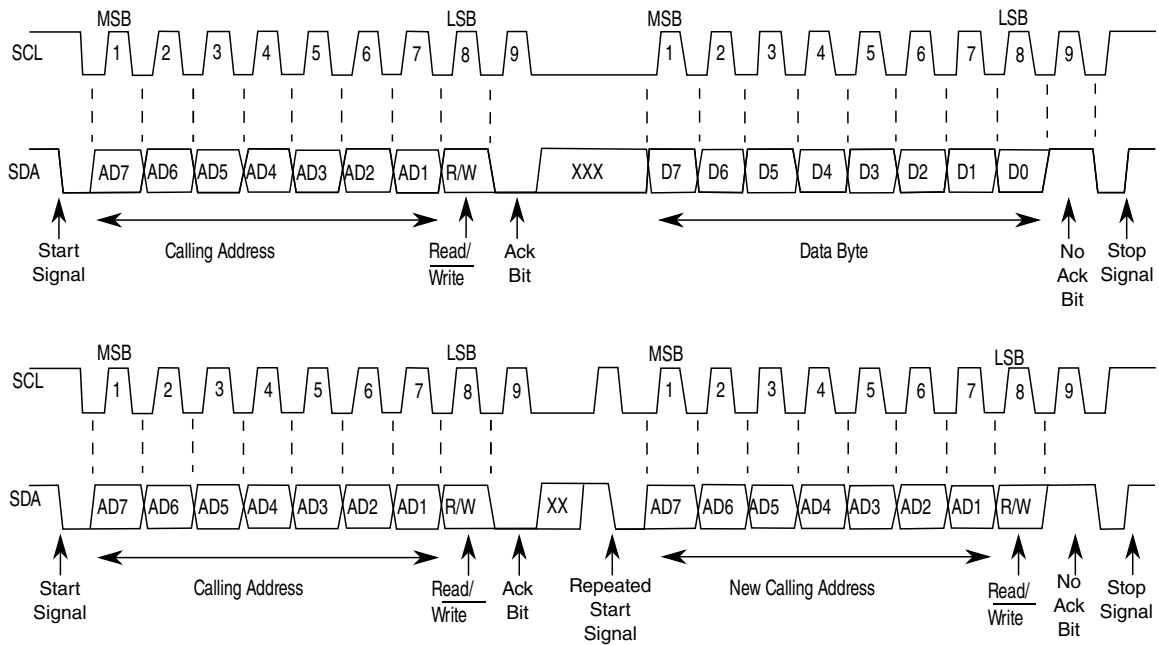 MSB LSB MSB LSB
SCL 1 2 3 4 5 6 7 8 9 1 2 3 4 5 6 7 8 9
SDA AD7 AD6 AD5 AD4 AD3 AD2 AD1 R/W XXX D7 D6 D5 D4 D3 D2 D1 D0
Start Signal
Calling Address
Read/
Write
Ack
Bit
Data Byte
No
Ack
Bit
Stop
Signal
MSB LSB MSB LSB
SCL 1 2 3 4 5 6 7 8 9 1 2 3 4 5 6 7 8 9
SDA AD7 AD6 AD5 AD4 AD3 AD2 AD1 R/W XX AD7 AD6 AD5 AD4 AD3 AD2 AD1 R/W
Start
Signal
Calling Address
Read/
Write
Ack
Bit
Repeated
Start
Signal
New Calling Address
Read/
Write
No
Ack
Bit
Stop
Signal